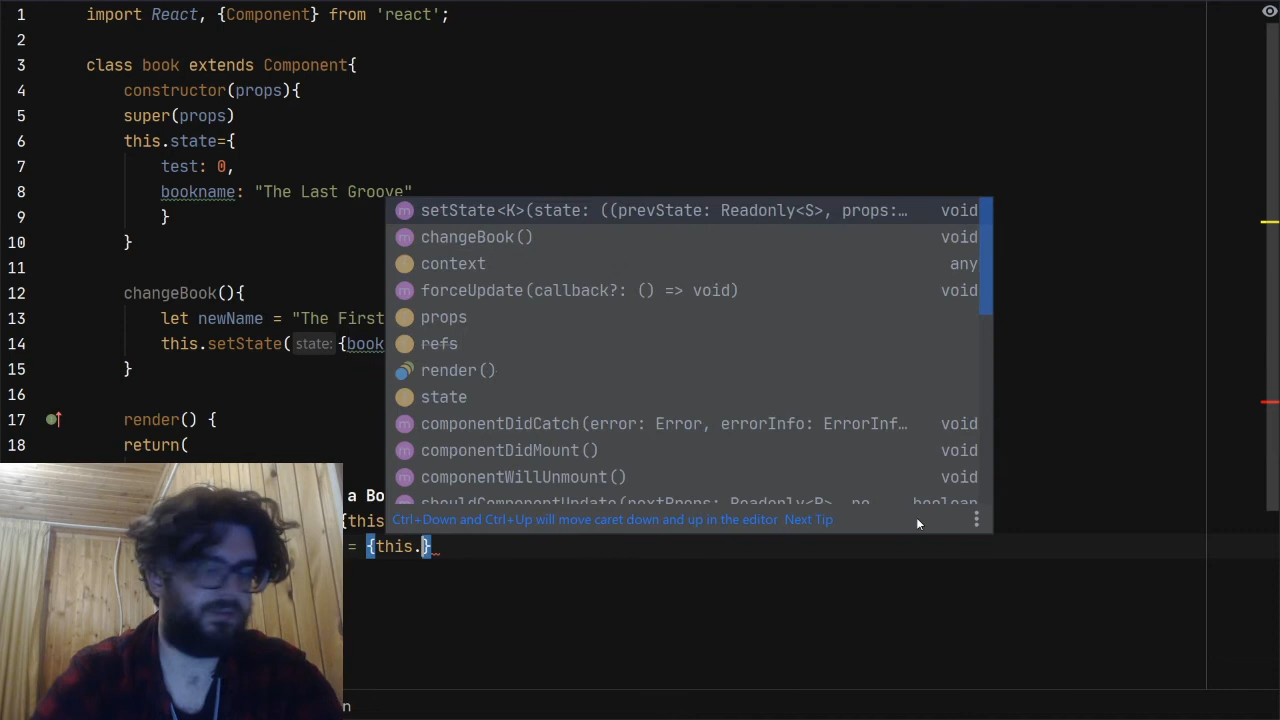 1 import React, {Component} from 'react';
2
3 class book extends Component{
4 constructor(props){
5 super(props)
6 this.state={
7 test: 0,
8 bookname: "The Last Groove"
9 }
10 }
11
12 changeBook(){
13 let newName = "The First
14 this.setState( state: {book
15 }
16
17 render() {
18 return(
a Bo
{this
= {this.}
n
setState<K>(state: ((prevState: Readonly<S>, props:… void
changeBook() void
context any
forceUpdate(callback?: () => void) void
props
refs
render()
state
componentDidCatch(error: Error, errorInfo: ErrorInf… void
componentDidMount() void
componentWillUnmount() void
shouldComponentUpdate(nextProps: Readonly<P>, ne boolean
Ctrl+Down and Ctrl+Up will move caret down and up in the editor Next Tip